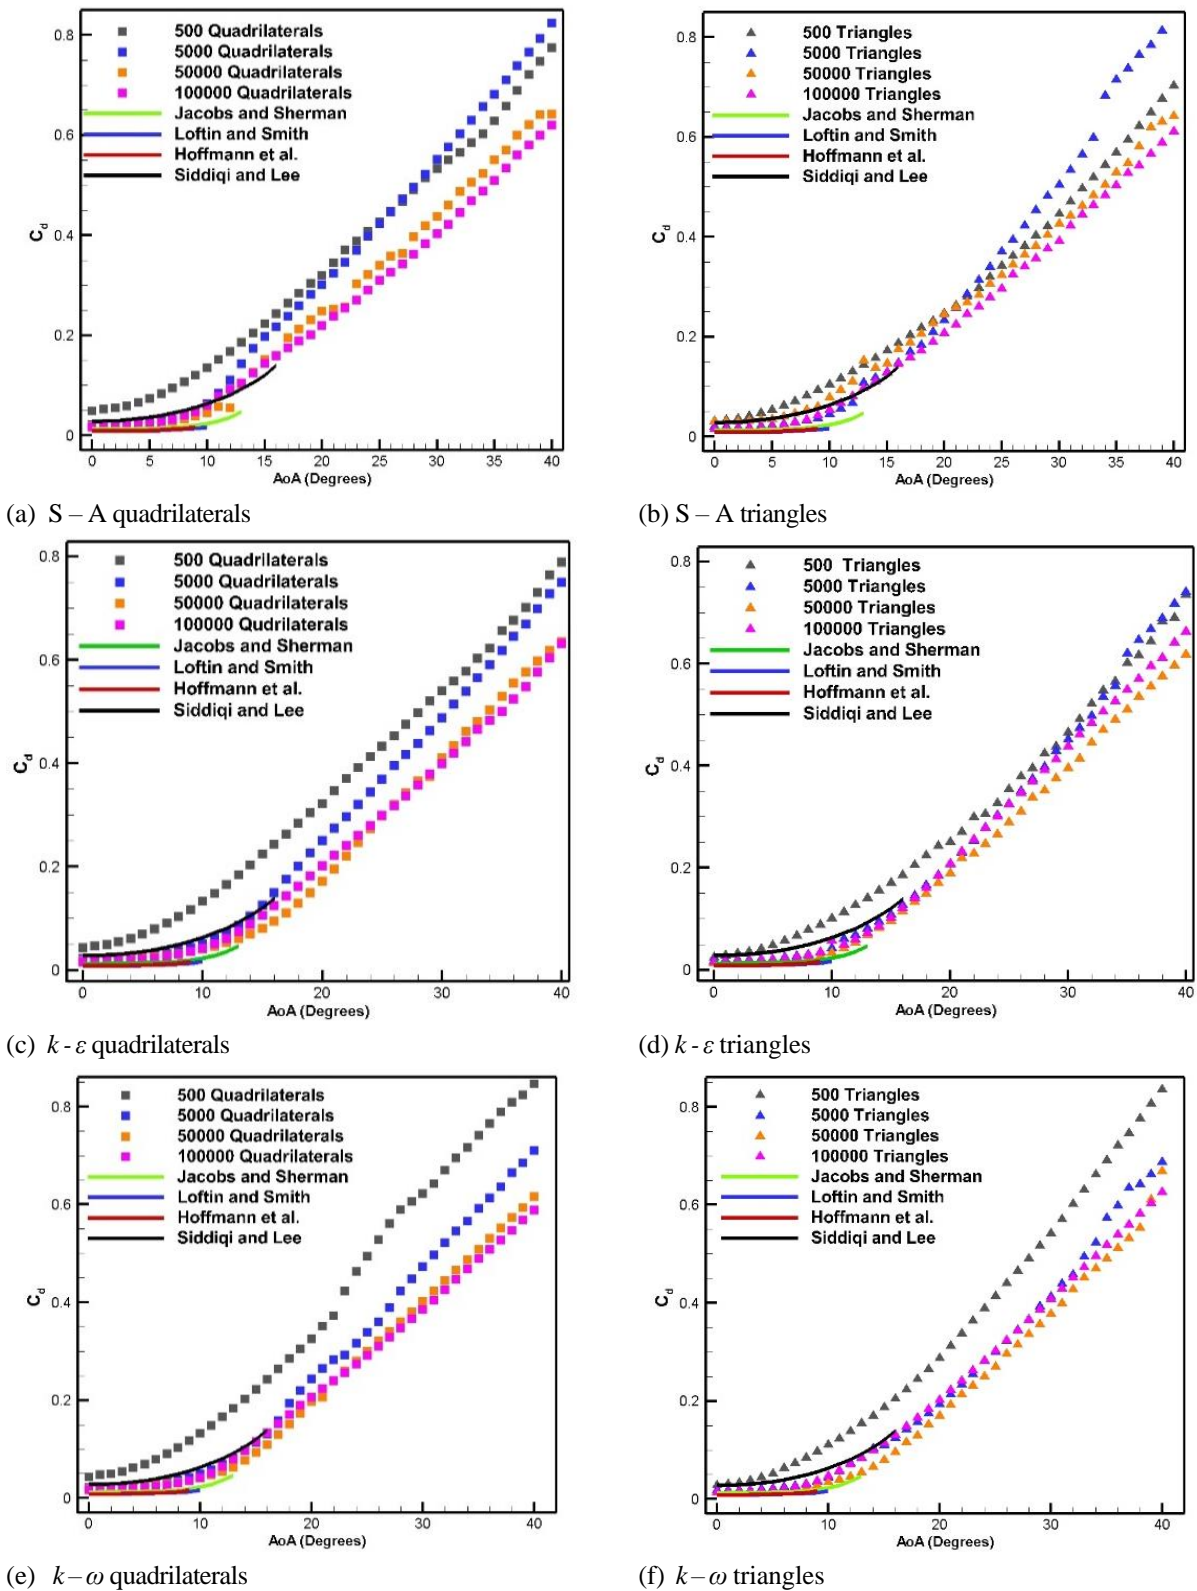 0.8
0.6
0.4
0.2
0
C_d
500 Quadrilaterals
5000 Quadrilaterals
50000 Quadrilaterals
100000 Quadrilaterals
Jacobs and Sherman
Loftin and Smith
Hoffmann et al.
Siddiqi and Lee
0 5 10 15 20 25 30 35 40
AoA (Degrees)
(a) S – A quadrilaterals
0.8
0.6
0.4
0.2
0
C_d
500 Triangles
5000 Triangles
50000 Triangles
100000 Triangles
Jacobs and Sherman
Loftin and Smith
Hoffmann et al.
Siddiqi and Lee
0 5 10 15 20 25 30 35 40
AoA (Degrees)
(b) S – A triangles
0.8
0.6
0.4
0.2
0
C_d
500 Quadrilaterals
5000 Quadrilaterals
50000 Quadrilaterals
100000 Qudrilaterals
Jacobs and Sherman
Loftin and Smith
Hoffmann et al.
Siddiqi and Lee
0 10 20 30 40
AoA (Degrees)
(c) k - ε quadrilaterals
0.8
0.6
0.4
0.2
0
C_d
500 Triangles
5000 Triangles
50000 Triangles
100000 Triangles
Jacobs and Sherman
Loftin and Smith
Hoffmann et al.
Siddiqi and Lee
0 10 20 30 40
AoA (Degrees)
(d) k - ε triangles
0.8
0.6
0.4
0.2
0
C_d
500 Quadrilaterals
5000 Quadrilaterals
50000 Quadrilaterals
100000 Quadrilaterals
Jacobs and Sherman
Loftin and Smith
Hoffmann et al.
Siddiqi and Lee
0 10 20 30 40
AoA (Degrees)
(e) k – ω quadrilaterals
0.8
0.6
0.4
0.2
0
C_d
500 Triangles
5000 Triangles
50000 Triangles
100000 Triangles
Jacobs and Sherman
Loftin and Smith
Hoffmann et al.
Siddiqi and Lee
0 10 20 30 40
AoA (Degrees)
(f) k – ω triangles